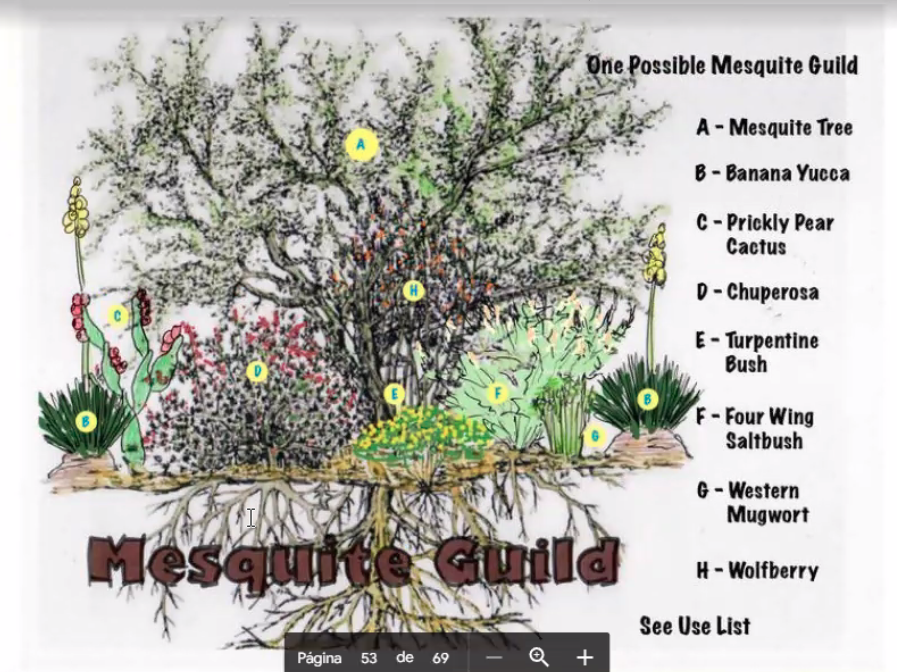 One Possible Mesquite Guild
A - Mesquite Tree
B - Banana Yucca
C - Prickly Pear
Cactus
D - Chuperosa
E - Turpentine
Bush
F - Four Wing
Saltbush
G - Western
Mugwort
H - Wolfberry
See Use List
A
H
C
D
E
F
B
B
G
Mesquite Guild
Página 53 de 69